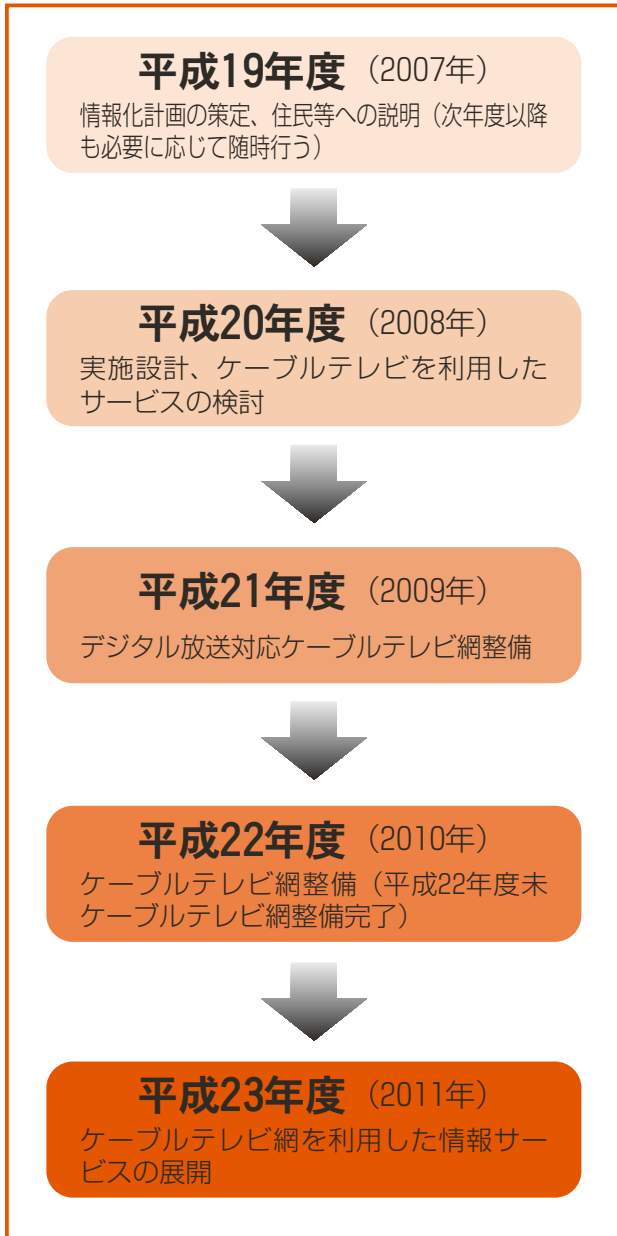 平成19年度（2007年）
情報化計画の策定、住民等への説明（次年度以降
も必要に応じて随時行う）
平成20年度（2008年）
実施設計、ケーブルテレビを利用した
サービスの検討
平成21年度（2009年）
デジタル放送対応ケーブルテレビ網整備
平成22年度（2010年）
ケーブルテレビ網整備（平成22年度末
ケーブルテレビ網整備完了）
平成23年度（2011年）
ケーブルテレビ網を利用した情報サー
ビスの展開